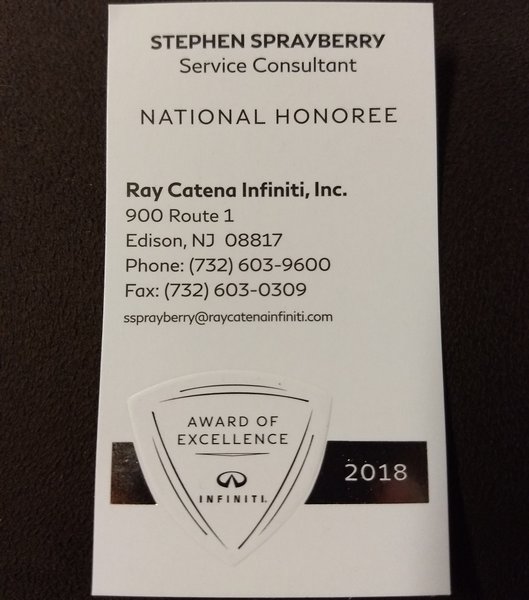 STEPHEN SPRAYBERRY
Service Consultant
NATIONAL HONOREE
Ray Catena Infiniti, Inc.
900 Route 1
Edison, NJ 08817
Phone: (732) 603-9600
Fax: (732) 603-0309
ssprayberry@raycatenainfiniti.com
AWARD OF
EXCELLENCE
INFINITI.
2018